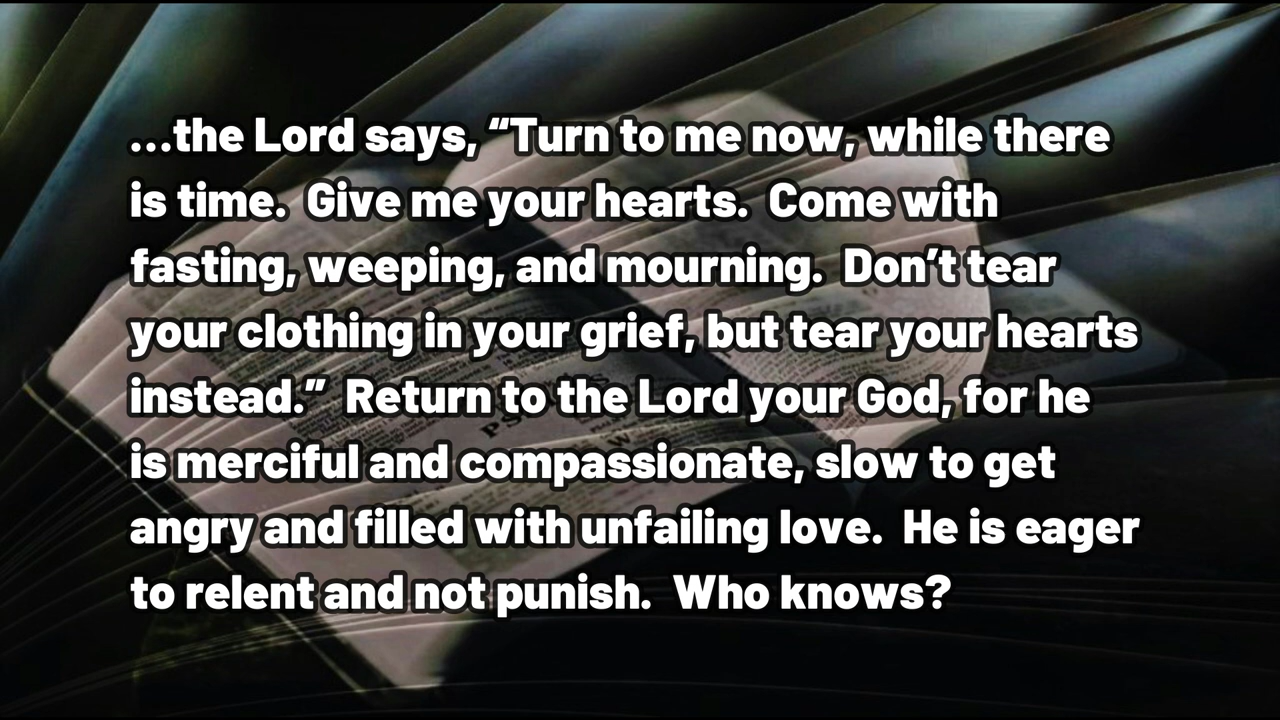 …the Lord says, “Turn to me now, while there
is time.  Give me your hearts.  Come with
fasting, weeping, and mourning.  Don’t tear
your clothing in your grief, but tear your hearts
instead.”  Return to the Lord your God, for he
is merciful and compassionate, slow to get
angry and filled with unfailing love.  He is eager
to relent and not punish.  Who knows?